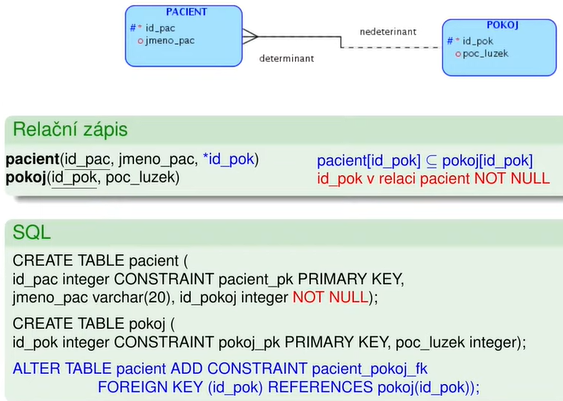 PACIENT
# * id_pac
o jmeno_pac
nedeterinant
determinant
POKOJ
# * id_pok
o poc_luzek
Relační zápis
pacient(id_pac, jmeno_pac, *id_pok)
pacient[id_pok] ⊆ pokoj[id_pok]
pokoj(id_pok, poc_luzek)
id_pok v relaci pacient NOT NULL
SQL
CREATE TABLE pacient (
id_pac integer CONSTRAINT pacient_pk PRIMARY KEY,
jmeno_pac varchar(20), id_pokoj integer NOT NULL);
CREATE TABLE pokoj (
id_pok integer CONSTRAINT pokoj_pk PRIMARY KEY, poc_luzek integer);
ALTER TABLE pacient ADD CONSTRAINT pacient_pokoj_fk
FOREIGN KEY (id_pok) REFERENCES pokoj(id_pok));